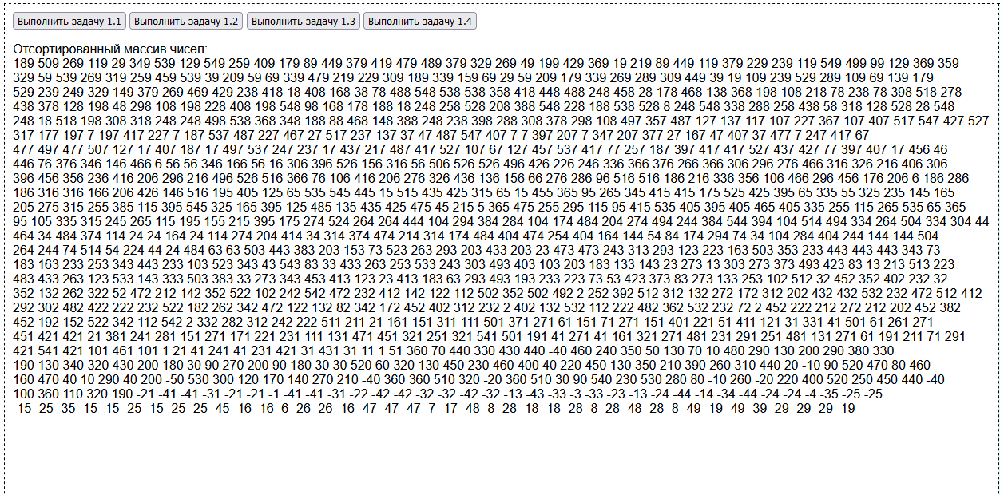 Выполнить задачу 1.1 Выполнить задачу 1.2 Выполнить задачу 1.3 Выполнить задачу 1.4
Отсортированный массив чисел:
189 509 269 119 29 349 539 129 549 259 409 179 89 449 379 419 479 489 379 329 269 49 199 429 369 19 219 89 449 119 379 229 239 119 549 499 99 129 369 359
329 59 539 269 319 259 459 539 39 209 59 69 339 479 219 229 309 189 339 159 69 29 59 209 179 339 269 289 309 449 39 19 109 239 529 289 109 69 139 179
529 239 249 329 149 379 269 469 429 238 418 18 408 168 38 78 488 548 538 538 358 418 448 488 248 458 28 178 468 138 368 198 108 218 78 238 78 398 518 278
438 378 128 198 48 298 108 198 228 408 198 548 98 168 178 188 18 248 258 528 208 388 548 228 188 538 528 8 248 548 338 288 258 438 58 318 128 528 28 548
248 18 518 198 308 318 248 248 498 538 368 348 188 88 468 148 388 248 238 398 288 308 378 298 108 497 357 487 127 137 117 107 227 367 107 407 517 547 427 527
317 177 197 7 197 417 227 7 187 537 487 227 467 27 517 237 137 37 47 487 547 407 7 7 397 207 7 347 207 377 27 167 47 407 37 477 7 247 417 67
477 497 477 507 127 17 407 187 17 497 537 247 237 17 437 217 487 417 527 107 67 127 457 537 417 77 257 187 397 417 417 527 437 427 77 397 407 17 456 46
446 76 376 346 146 466 6 56 56 346 166 56 16 306 396 526 156 316 56 506 526 526 496 426 226 246 336 366 376 266 366 306 296 276 466 316 326 216 406 306
396 456 356 236 416 206 296 216 496 526 516 366 76 106 416 206 276 326 436 136 156 66 276 286 96 516 516 186 216 336 356 106 466 296 456 176 206 6 186 286
186 316 316 166 206 426 146 516 195 405 125 65 535 545 445 15 515 435 425 315 65 15 455 365 95 265 345 415 415 175 525 425 395 65 335 55 325 235 145 165
205 275 315 255 385 115 395 545 325 165 395 125 485 135 435 425 475 45 215 5 365 475 255 295 115 95 415 535 405 395 405 465 405 335 255 115 265 535 65 365
95 105 335 315 245 265 115 195 155 215 395 175 274 524 264 264 444 104 294 384 284 104 174 484 204 274 494 244 384 544 394 104 514 494 334 264 504 334 304 44
464 34 484 374 114 24 24 164 24 114 274 204 414 34 314 374 474 214 314 174 484 404 474 254 404 164 144 54 84 174 294 74 34 104 284 404 244 144 144 504
264 244 74 514 54 224 44 24 484 63 63 503 443 383 203 153 73 523 263 293 203 433 203 23 473 473 243 313 293 123 223 163 503 353 233 443 443 443 343 73
183 163 233 253 343 443 233 103 523 343 43 543 83 33 433 263 253 533 243 303 493 403 103 203 183 133 143 23 273 13 303 273 373 493 423 83 13 213 513 223
483 433 263 123 533 143 333 503 383 33 273 343 453 413 123 23 413 183 63 293 493 193 233 223 73 53 423 373 83 273 133 253 102 512 32 452 352 402 232 32
352 132 262 322 52 472 212 142 352 522 102 242 542 472 232 412 142 122 112 502 352 502 492 2 252 392 512 312 132 272 172 312 202 432 432 532 232 472 512 412
292 302 482 422 222 232 522 182 262 342 472 122 132 82 342 172 452 402 312 232 2 402 132 532 112 222 482 362 532 232 72 2 452 222 212 272 212 202 452 382
452 192 152 522 342 112 542 2 332 282 312 242 222 511 211 21 161 151 311 111 501 371 271 61 151 71 271 151 401 221 51 411 121 31 331 41 501 61 261 271
451 421 421 21 381 241 281 151 271 171 221 231 111 131 471 451 321 251 321 541 501 191 41 271 41 161 321 271 481 231 291 251 481 131 271 61 191 211 71 291
421 541 421 101 461 101 1 21 41 241 41 231 421 31 431 31 11 1 51 360 70 440 330 430 440 -40 460 240 350 50 130 70 10 480 290 130 200 290 380 330
190 130 340 320 430 200 180 30 90 270 200 90 180 30 30 520 60 320 130 450 230 460 400 40 220 450 130 350 210 390 260 310 440 20 -10 90 520 470 80 460
160 470 40 10 290 40 200 -50 530 300 120 170 140 270 210 -40 360 360 510 320 -20 360 510 30 90 540 230 530 280 80 -10 260 -20 220 400 520 250 450 440 -40
100 360 110 320 190 -21 -41 -41 -31 -21 -21 -1 -41 -41 -31 -22 -42 -42 -32 -32 -42 -32 -13 -43 -33 -3 -33 -23 -13 -24 -44 -14 -34 -44 -24 -24 -4 -35 -25 -25
-15 -25 -35 -15 -15 -25 -15 -25 -25 -45 -16 -16 -6 -26 -26 -16 -47 -47 -47 -7 -17 -48 -8 -28 -18 -18 -28 -8 -28 -48 -28 -8 -49 -19 -49 -39 -29 -29 -29 -19